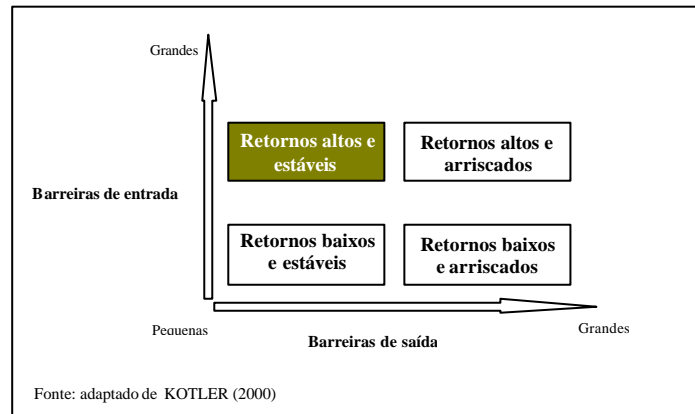 Grandes
Retornos altos e
estáveis
Retornos altos e
arriscados
Barreiras de entrada
Retornos baixos
e estáveis
Retornos baixos
e arriscados
Pequenas
Barreiras de saída
Grandes
Fonte: adaptado de KOTLER (2000)